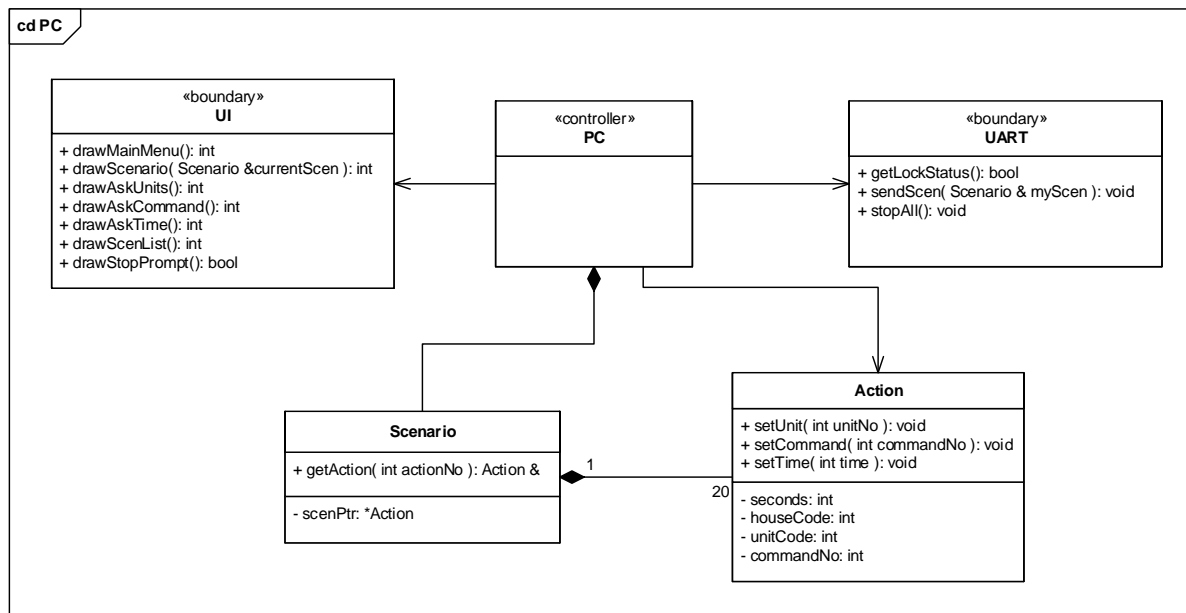 cd PC
«boundary»
UI
+ drawMainMenu(): int
+ drawScenario( Scenario &currentScen ): int
+ drawAskUnits(): int
+ drawAskCommand(): int
+ drawAskTime(): int
+ drawScenList(): int
+ drawStopPrompt(): bool
«controller»
PC
«boundary»
UART
+ getLockStatus(): bool
+ sendScen( Scenario & myScen ): void
+ stopAll(): void
Scenario
+ getAction( int actionNo ): Action &
- scenPtr: *Action
1
20
Action
+ setUnit( int unitNo ): void
+ setCommand( int commandNo ): void
+ setTime( int time ): void
- seconds: int
- houseCode: int
- unitCode: int
- commandNo: int